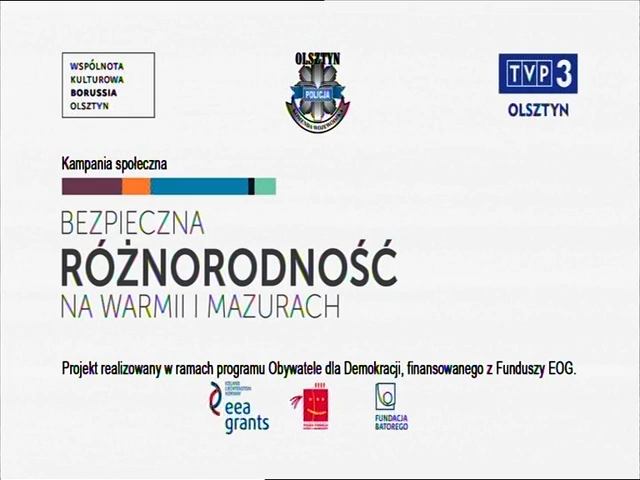 WSPÓLNOTA
KULTUROWA
BORUSSIA
OLSZTYN
OLSZTYN
POLICJA
TVP3
OLSZTYN
Kampania społeczna
BEZPIECZNA
RÓŻNORODNOŚĆ
NA WARMII I MAZURACH
Projekt realizowany w ramach programu Obywatele dla Demokracji, finansowanego z Funduszy EOG.
eea
grants
FUNDACJA
BATOREGO